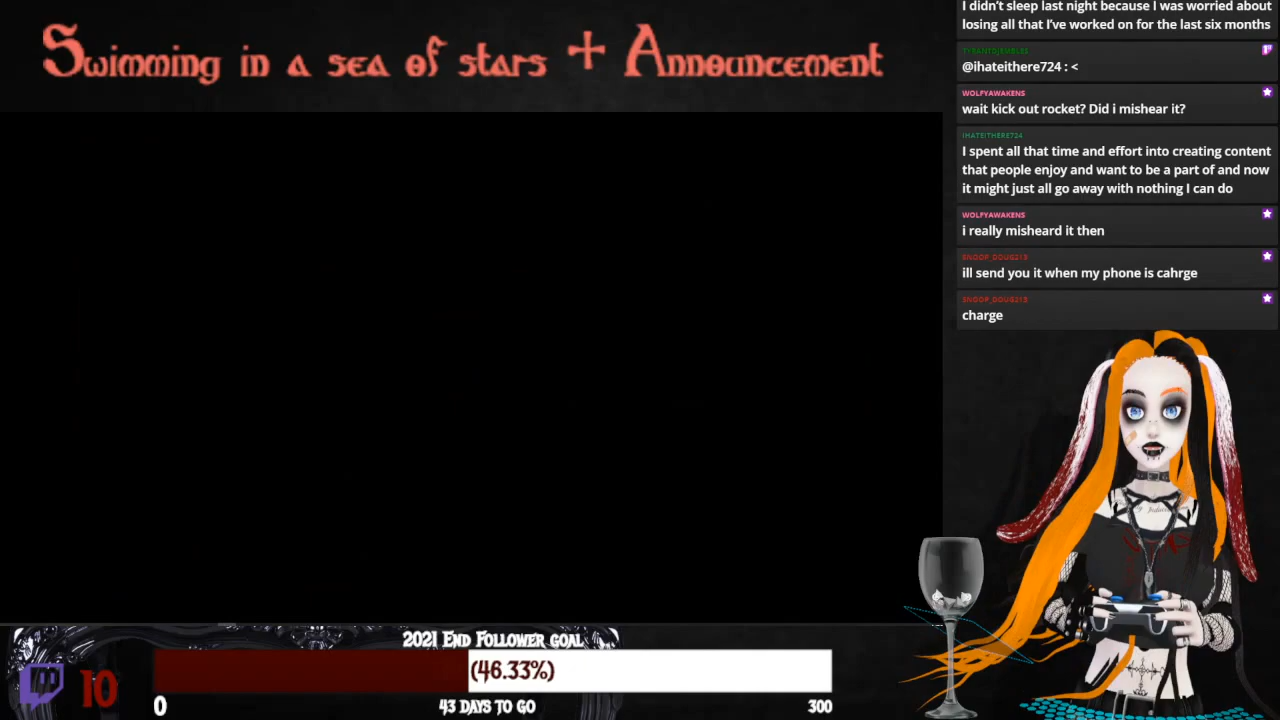 Swimming in a sea of stars + Announcement
I didn't sleep last night because I was worried about
losing all that I've worked on for the last six months
TYRANTDJEMBLES
@ihateithere724 : <
WOLFYAWAKENS
wait kick out rocket? Did i mishear it?
IHATEITHERE724
I spent all that time and effort into creating content
that people enjoy and want to be a part of and now
it might just all go away with nothing I can do
WOLFYAWAKENS
i really misheard it then
SNOOP_DOUG213
ill send you it when my phone is cahrge
SNOOP_DOUG213
charge
2021 End Follower goal
10
(46.33%)
0
43 days to go
300